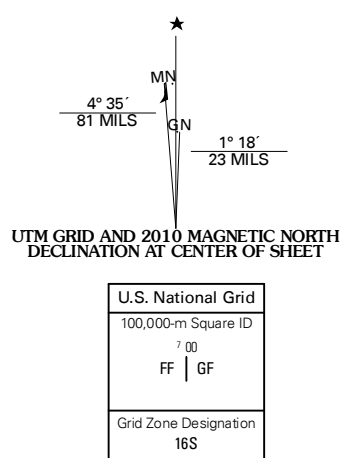 MN
4° 35´
81 MILS
GN
1° 18´
23 MILS
UTM GRID AND 2010 MAGNETIC NORTH
DECLINATION AT CENTER OF SHEET
U.S. National Grid
100,000-m Square ID
7 00
FF GF
Grid Zone Designation
16S